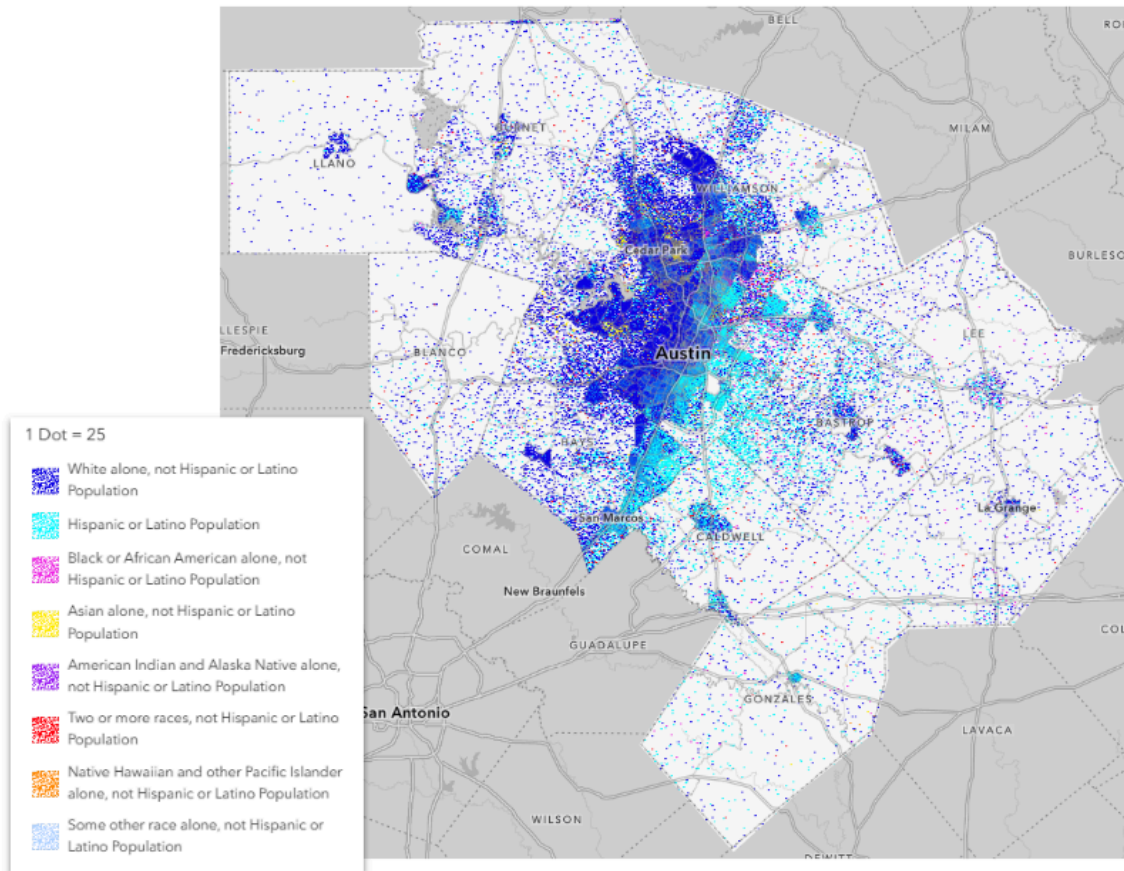 BELL
RO
MILAM
BURNET
LLANO
WILLIAMSON
Cedar Park
BURLESO
LLESPIE
Fredericksburg
BLANCO
Austin
LEE
BASTROP
HAYS
La Grange
San Marcos
CALDWELL
COMAL
New Braunfels
GUADALUPE
COL
GONZALES
San Antonio
LAVACA
WILSON
DEWITT
1 Dot = 25
White alone, not Hispanic or Latino
Population
Hispanic or Latino Population
Black or African American alone, not
Hispanic or Latino Population
Asian alone, not Hispanic or Latino
Population
American Indian and Alaska Native alone,
not Hispanic or Latino Population
Two or more races, not Hispanic or Latino
Population
Native Hawaiian and other Pacific Islander
alone, not Hispanic or Latino Population
Some other race alone, not Hispanic or
Latino Population